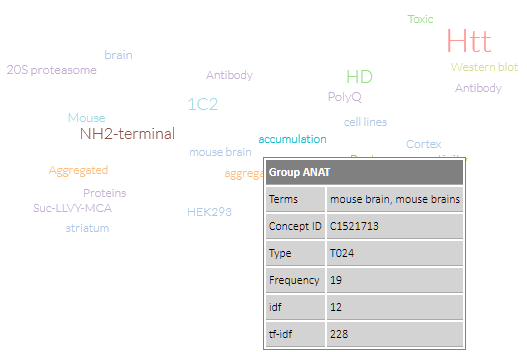 Toxic
Htt
brain
20S proteasome
Antibody
HD
Western blot
Antibody
PolyQ
1C2
Mouse
cell lines
NH2-terminal
accumulation
Cortex
mouse brain
Aggregated
Proteins
Suc-LLVY-MCA
HEK293
striatum
Group ANAT
Terms mouse brain, mouse brains
Concept ID C1521713
Type T024
Frequency 19
idf 12
tf-idf 228